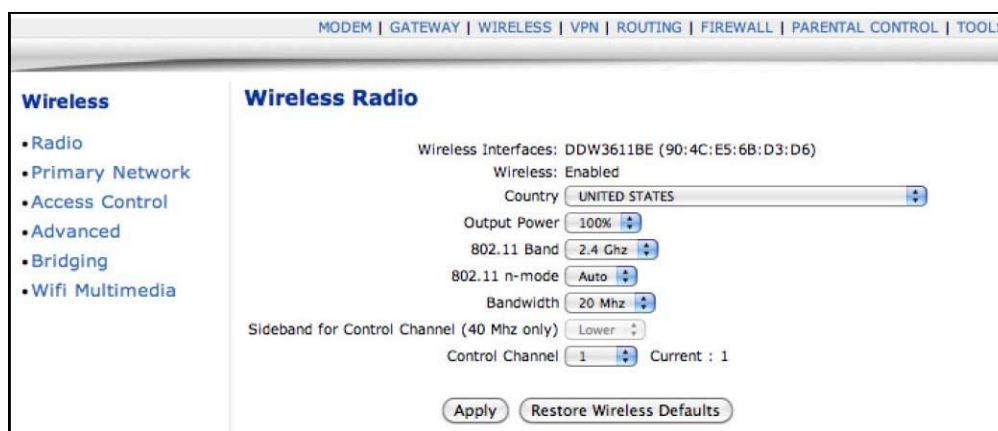 MODEM | GATEWAY | WIRELESS | VPN | ROUTING | FIREWALL | PARENTAL CONTROL | TOOLS
Wireless
• Radio
• Primary Network
• Access Control
• Advanced
• Bridging
• Wifi Multimedia
Wireless Radio
Wireless Interfaces: DDW3611BE (90:4C:E5:6B:D3:D6)
Wireless: Enabled
Country UNITED STATES
Output Power 100%
802.11 Band 2.4 Ghz
802.11 n-mode Auto
Bandwidth 20 Mhz
Sideband for Control Channel (40 Mhz only) Lower
Control Channel 1 Current : 1
Apply Restore Wireless Defaults